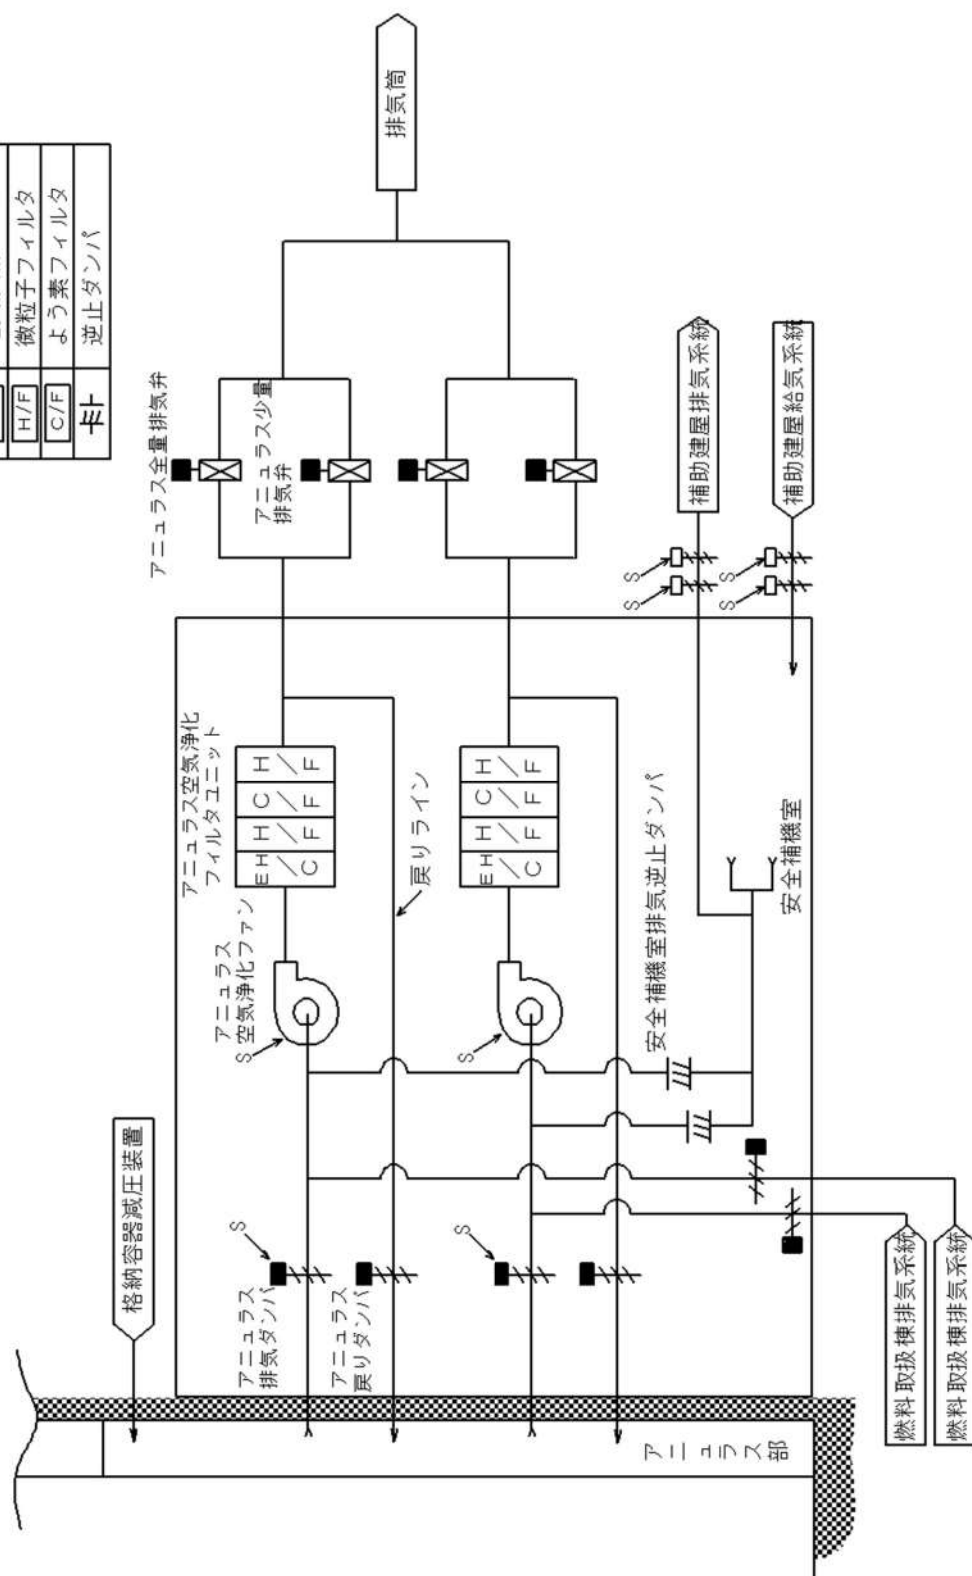 H/F 微粒子フィルタ
C/F よう素フィルタ
逆止ダンパ
排気筒
アニュラス全量排気弁
アニュラス少量
排気弁
補助建屋排気系統
補助建屋給気系統
S
S
S
S
アニュラス空気浄化
フィルタユニット
EH/C
H/F
C/F
H/F
EH/C
H/F
C/F
H/F
戻りライン
アニュラス
空気浄化ファン
S
S
安全補機室排気逆止ダンパ
安全補機室
格納容器減圧装置
S
S
アニュラス
排気ダンパ
アニュラス
戻りダンパ
アニュラス部
燃料取扱棟排気系統
燃料取扱棟排気系統